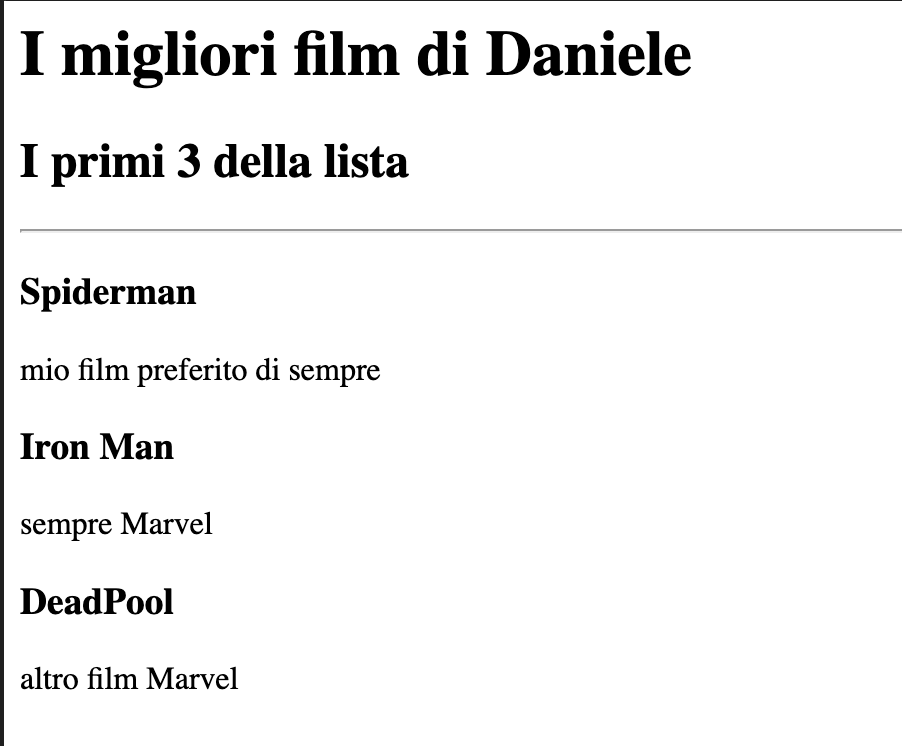 I migliori film di Daniele
I primi 3 della lista
Spiderman
mio film preferito di sempre
Iron Man
sempre Marvel
DeadPool
altro film Marvel